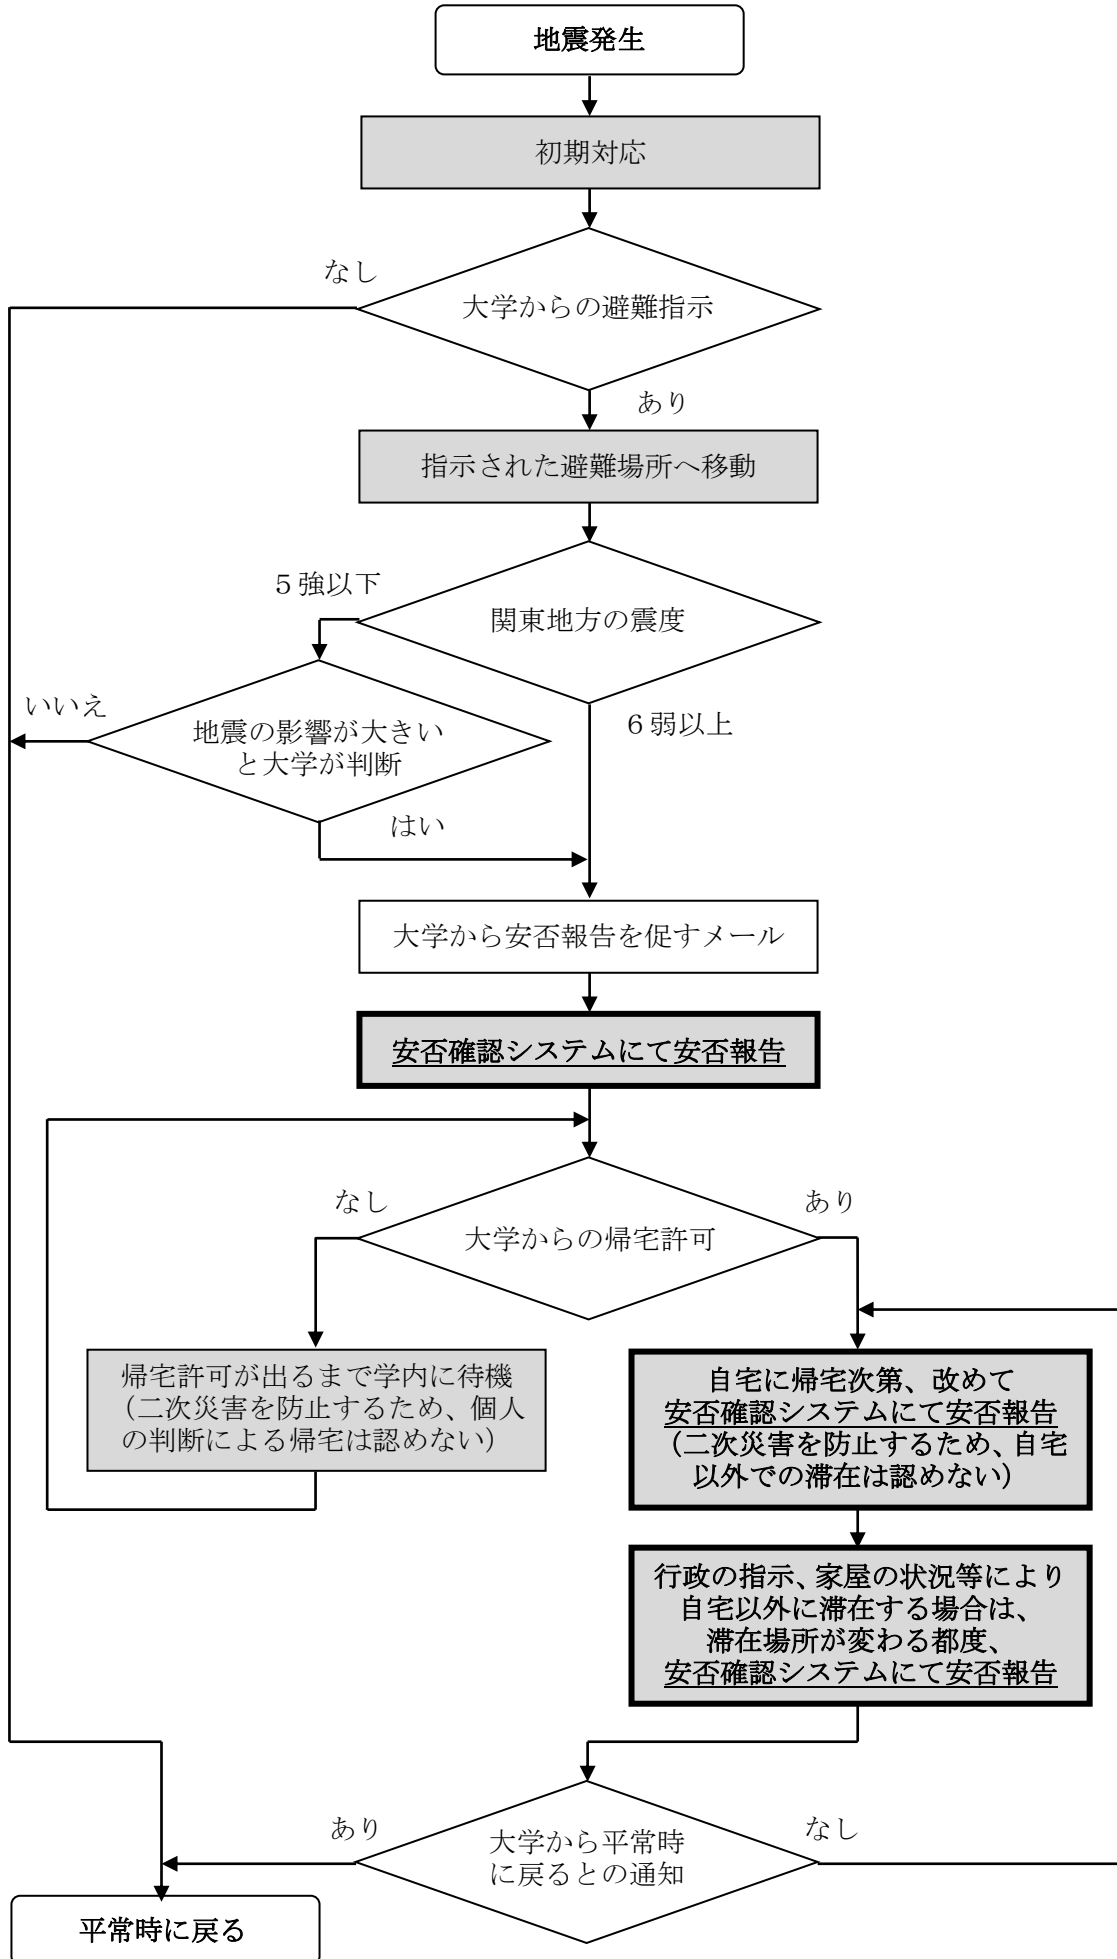 地震発生
初期対応
なし
大学からの避難指示
あり
指示された避難場所へ移動
５強以下
関東地方の震度
いいえ
地震の影響が大きい
と大学が判断
６弱以上
はい
大学から安否報告を促すメール
安否確認システムにて安否報告
なし
あり
大学からの帰宅許可
帰宅許可が出るまで学内に待機
（二次災害を防止するため、個人
の判断による帰宅は認めない）
自宅に帰宅次第、改めて
安否確認システムにて安否報告
（二次災害を防止するため、自宅
以外での滞在は認めない）
行政の指示、家屋の状況等により
自宅以外に滞在する場合は、
滞在場所が変わる都度、
安否確認システムにて安否報告
あり
大学から平常時
に戻るとの通知
なし
平常時に戻る